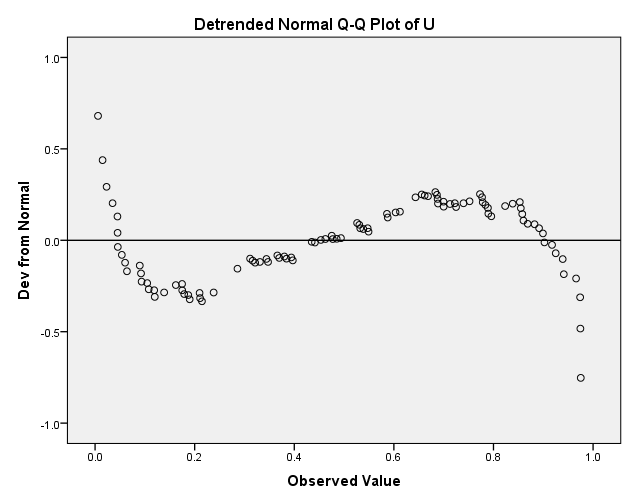 Detrended Normal Q-Q Plot of U
Dev from Normal
1.0
0.5
0.0
-0.5
-1.0
0.0 0.2 0.4 0.6 0.8 1.0
Observed Value